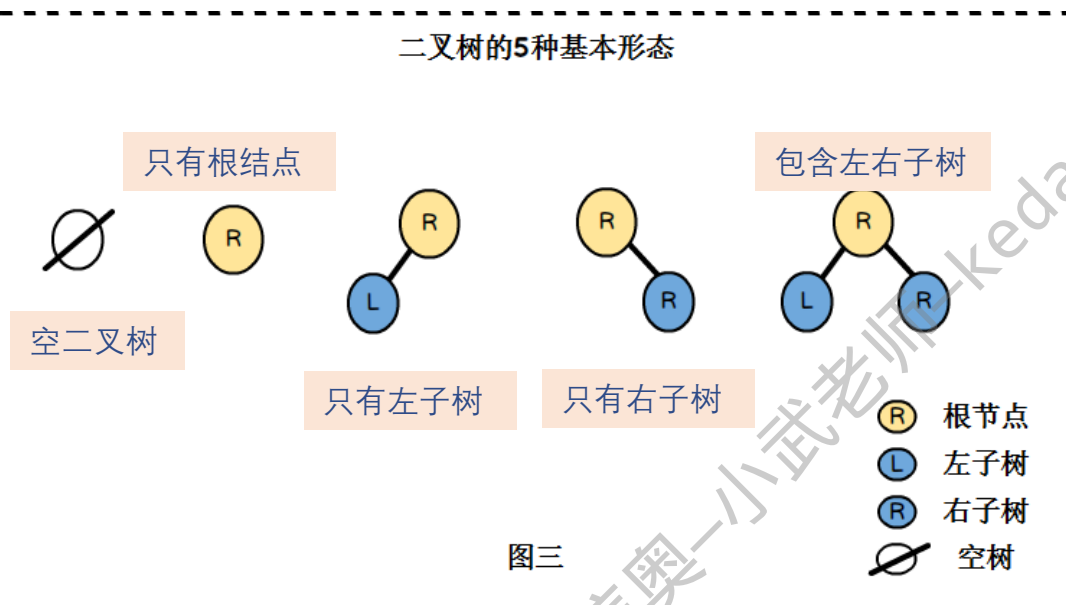 二叉树的5种基本形态
只有根结点
包含左右子树
R
R
R
R
L
R
L
R
空二叉树
只有左子树
只有右子树
R 根节点
L 左子树
R 右子树
空树
图三
奥-小武老师-keda